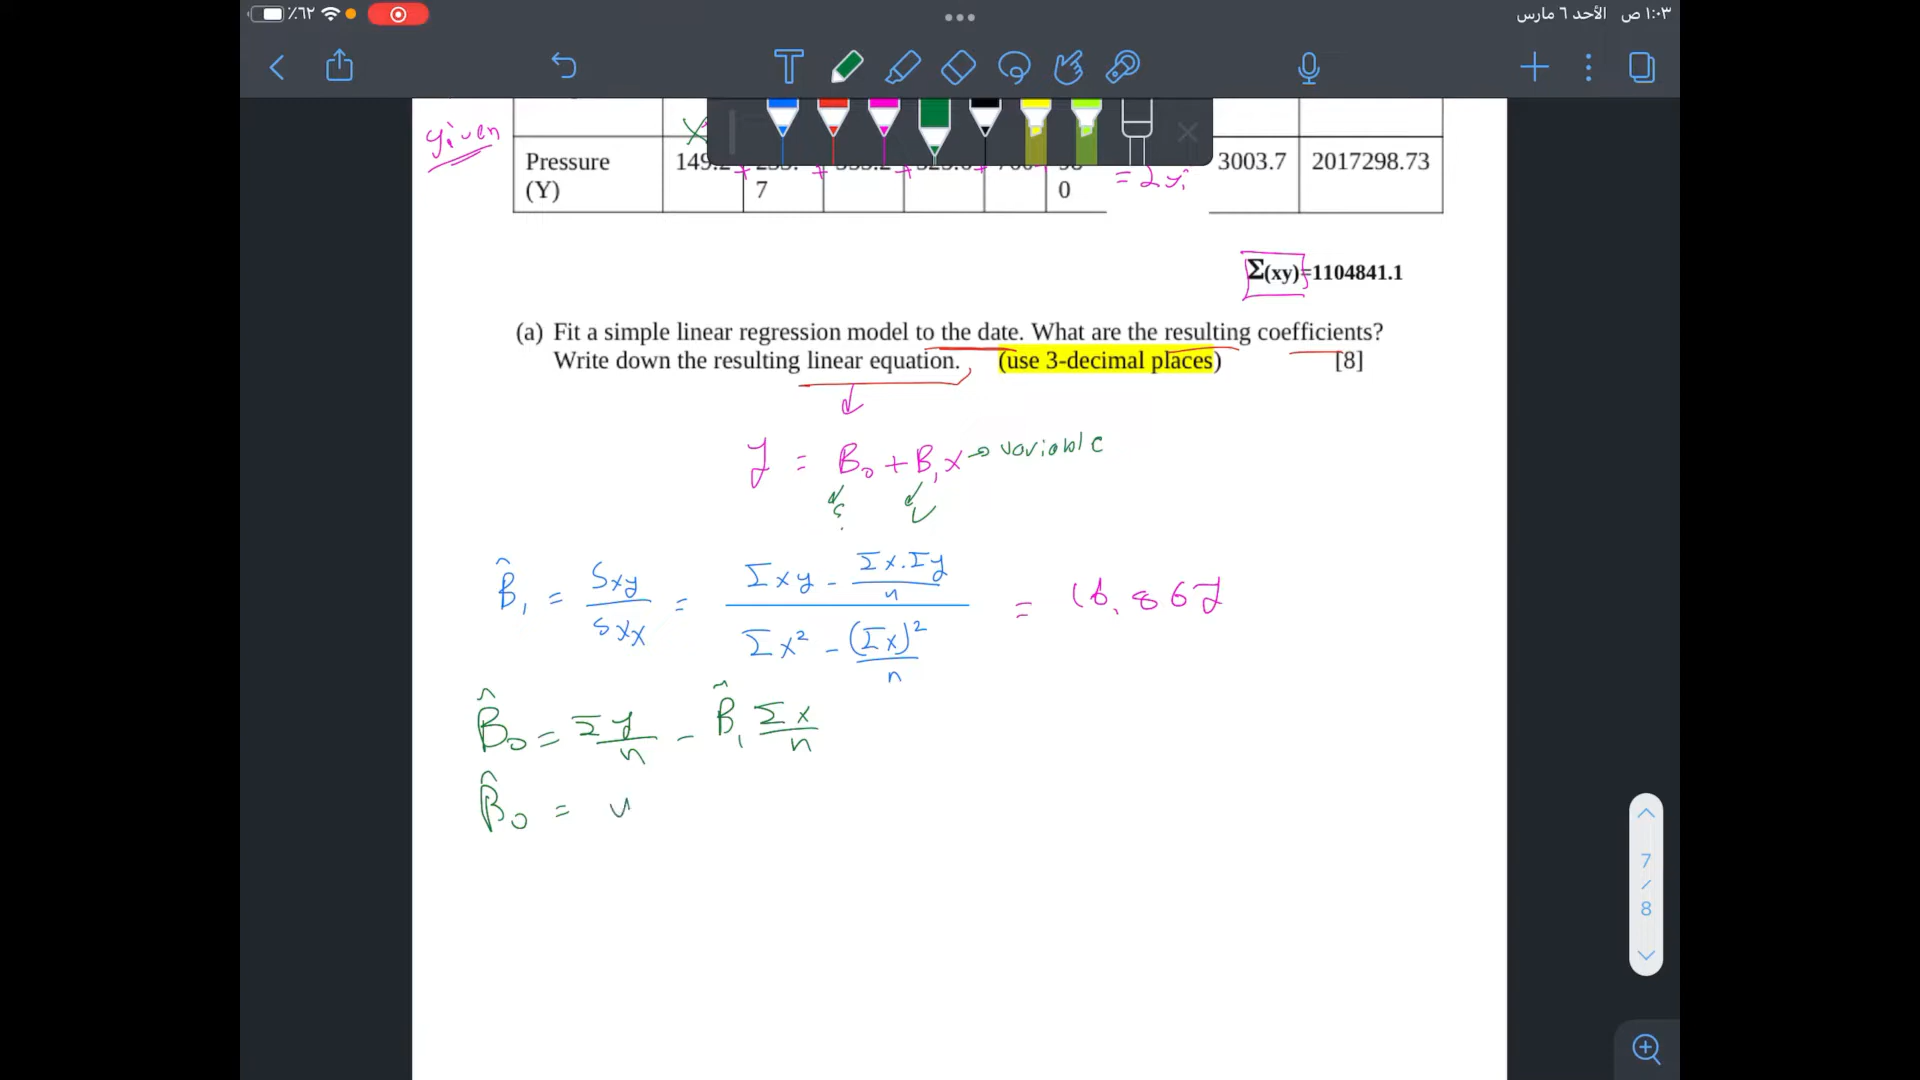 ٪٦٢
الأحد ٦ مارس ١:٠٣ ص
given
Pressure (Y) 149.2 7 0 = Σyi 3003.7 2017298.73
Σ(xy)=1104841.1
(a) Fit a simple linear regression model to the date. What are the resulting coefficients?
Write down the resulting linear equation. (use 3-decimal places) [8]
y = B₀ + B₁x → variable
B̂₁ = Sxy / Sxx = (Σxy - Σx.Σy / n) / (Σx² - (Σx)² / n) = 16.867
B̂₀ = Σy / n - B̂₁ Σx / n
B̂₀ =
7 / 8